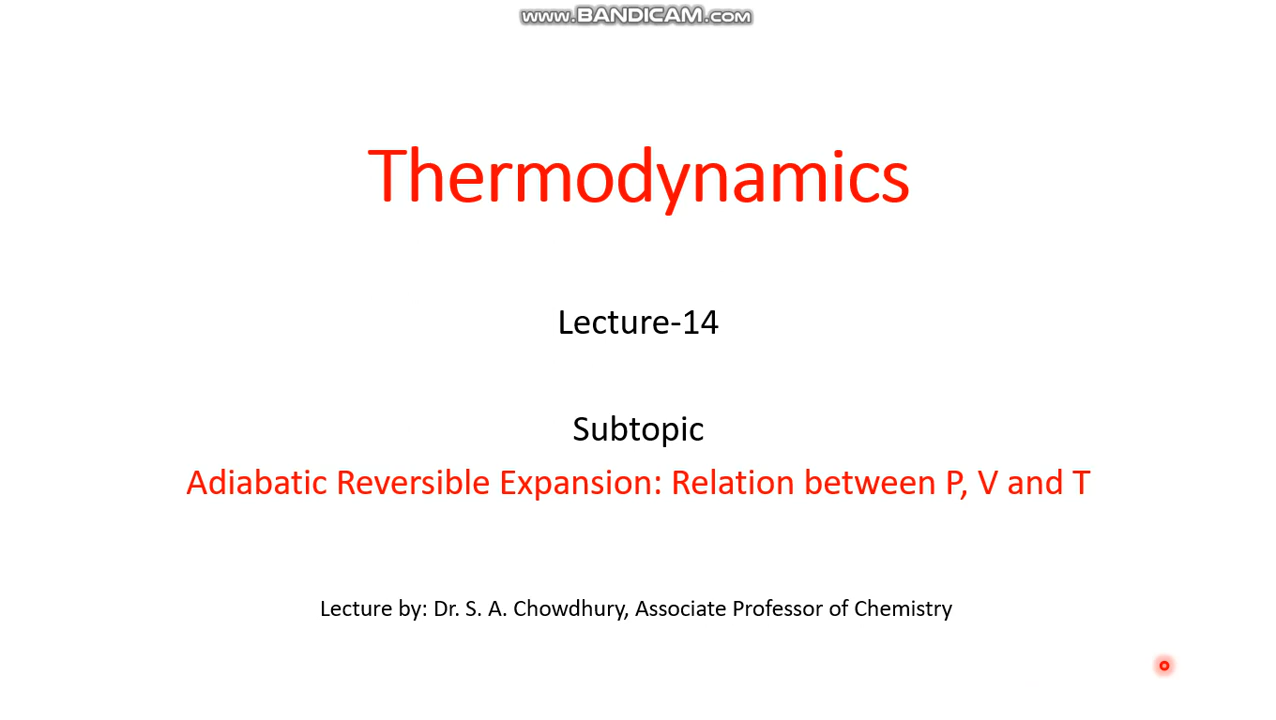 www.BANDICAM.com
Thermodynamics
Lecture-14
Subtopic
Adiabatic Reversible Expansion: Relation between P, V and T
Lecture by: Dr. S. A. Chowdhury, Associate Professor of Chemistry